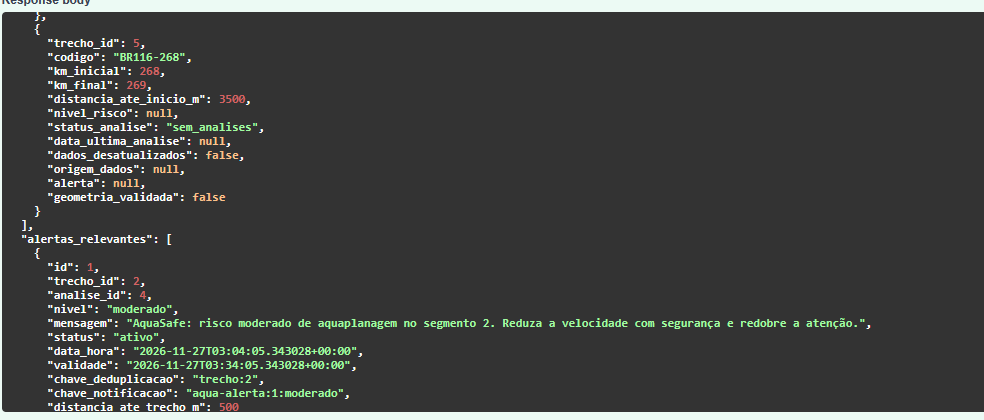 Response body
},
{
"trecho_id": 5,
"codigo": "BR116-268",
"km_inicial": 268,
"km_final": 269,
"distancia_ate_inicio_m": 3500,
"nivel_risco": null,
"status_analise": "sem_analises",
"data_ultima_analise": null,
"dados_desatualizados": false,
"origem_dados": null,
"alerta": null,
"geometria_validada": false
}
],
"alertas_relevantes": [
{
"id": 1,
"trecho_id": 2,
"analise_id": 4,
"nivel": "moderado",
"mensagem": "AquaSafe: risco moderado de aquaplanagem no segmento 2. Reduza a velocidade com segurança e redobre a atenção.",
"status": "ativo",
"data_hora": "2026-11-27T03:04:05.343028+00:00",
"validade": "2026-11-27T03:34:05.343028+00:00",
"chave_deduplicacao": "trecho:2",
"chave_notificacao": "aqua-alerta:1:moderado",
"distancia_ate_trecho_m": 500